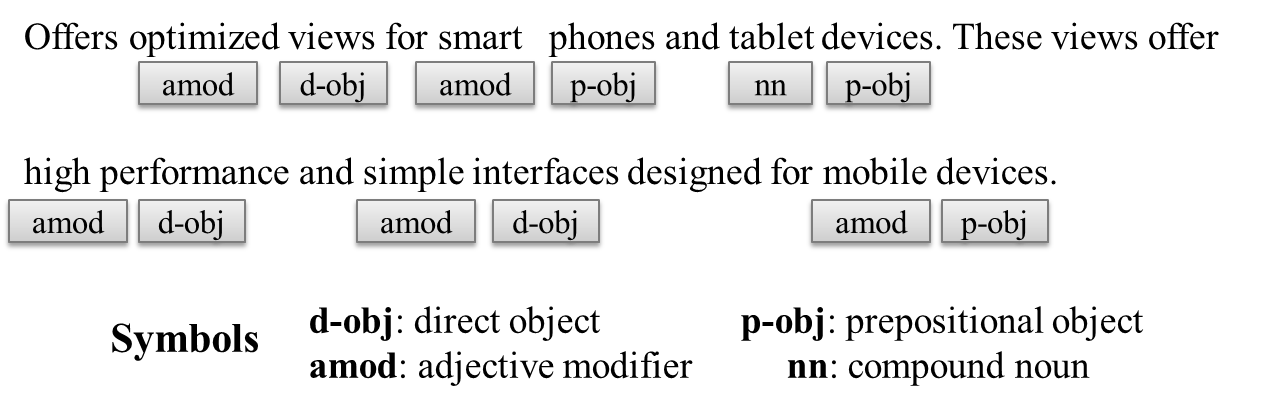 Offers optimized views for smart phones and tablet devices. These views offer
amod d-obj amod p-obj nn p-obj
high performance and simple interfaces designed for mobile devices.
amod d-obj amod d-obj amod p-obj
Symbols
d-obj: direct object
amod: adjective modifier
p-obj: prepositional object
nn: compound noun